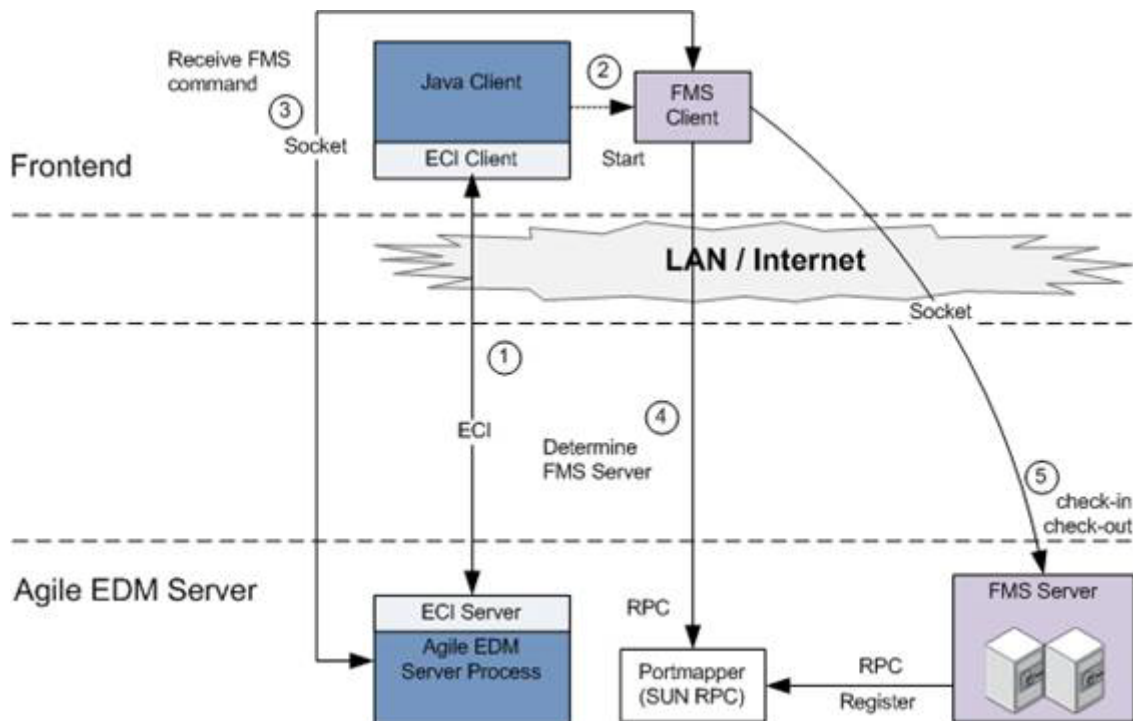 Receive FMS
command
3
Socket
Java Client
ECI Client
2
Start
FMS
Client
Frontend
LAN / Internet
Socket
1
ECI
4
Determine
FMS Server
5
check-in
check-out
Agile EDM Server
ECI Server
Agile EDM
Server Process
RPC
Portmapper
(SUN RPC)
RPC
Register
FMS Server